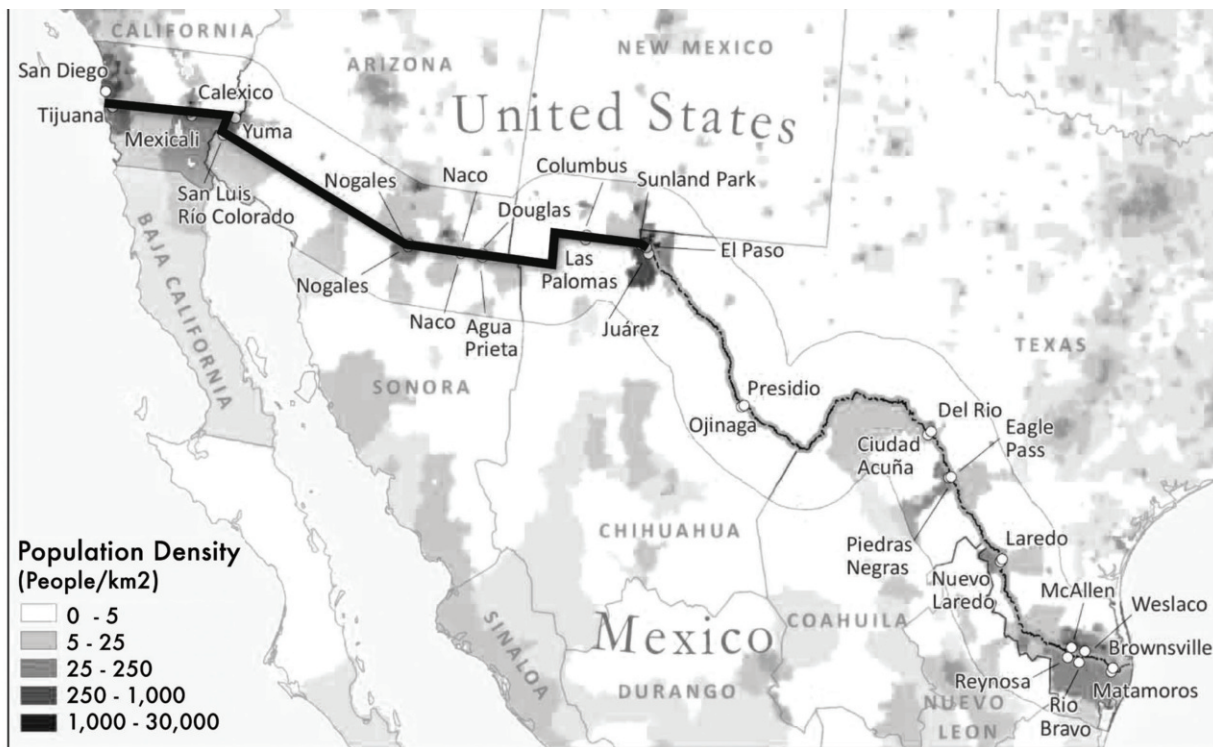 CALIFORNIA
NEW MEXICO
ARIZONA
San Diego
United States
Calexico
Tijuana
Yuma
Mexicali
Columbus
Naco
Sunland Park
Nogales
San Luis
Río Colorado
Douglas
BAJA CALIFORNIA
El Paso
Las
Palomas
Nogales
Naco
Agua
Prieta
Juárez
TEXAS
SONORA
Presidio
Ojinaga
Del Rio
Eagle
Pass
Ciudad
Acuña
CHIHUAHUA
Piedras
Negras
Laredo
Nuevo
Laredo
McAllen
Weslaco
COAHUILA
SINALOA
Mexico
Brownsville
Reynosa
Matamoros
DURANGO
Rio
Bravo
NUEVO
LEON
Population Density
(People/km2)
0 - 5
5 - 25
25 - 250
250 - 1,000
1,000 - 30,000